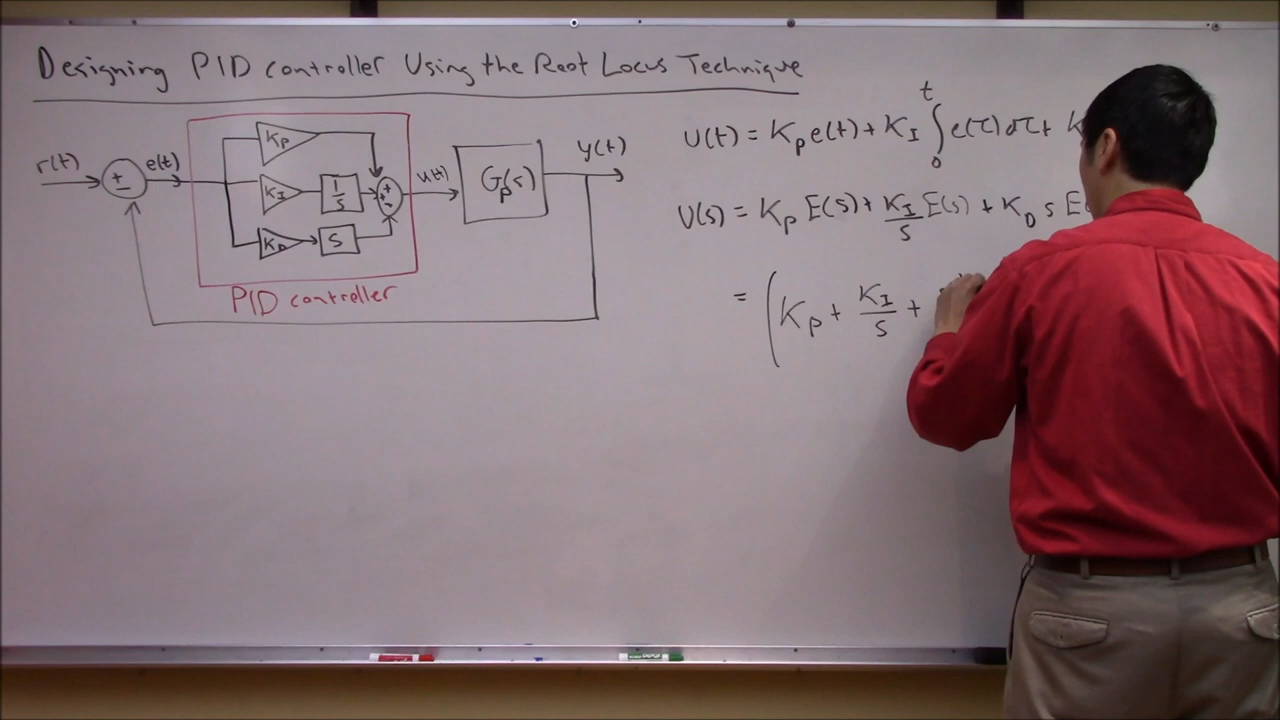 Designing PID controller Using the Root Locus Technique
r(t)
+
-
e(t)
Kp
KI
1/s
KD
s
+
+
+
u(t)
Gp(s)
y(t)
PID controller
U(t) = Kp e(t) + KI ∫₀ᵗ e(τ) dτ + K
U(s) = Kp E(s) + KI/s E(s) + KD s E
= ( Kp + KI/s +